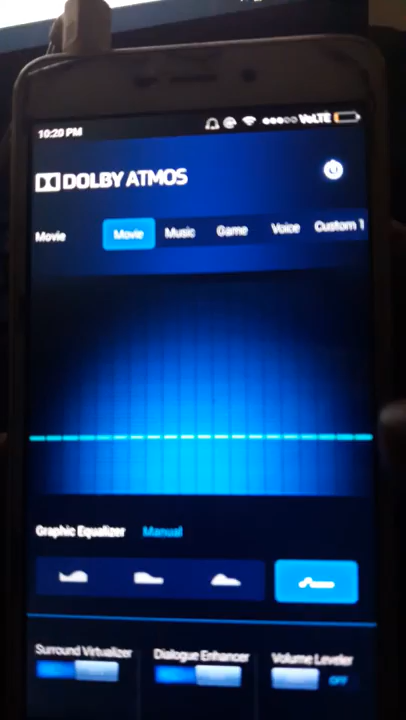 10:20 PM VoLTE
DOLBY ATMOS
Movie Movie Music Game Voice Custom 1
Graphic Equalizer Manual
Surround Virtualizer Dialogue Enhancer Volume Leveler
OFF